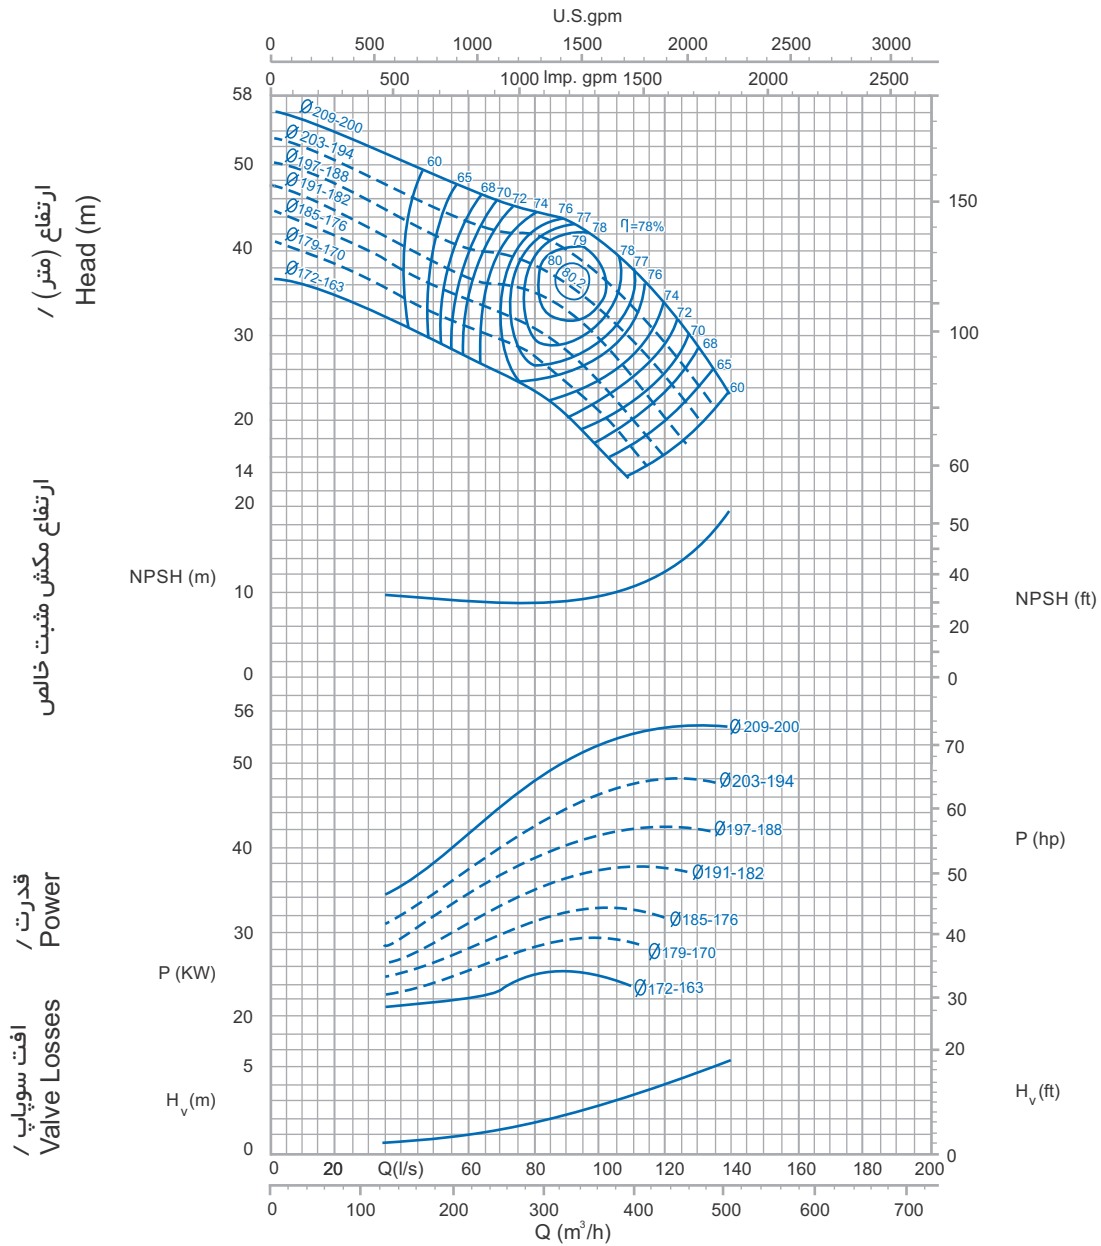 U.S.gpm
0 500 1000 1500 2000 2500 3000
0 500 1000 Imp. gpm 1500 2000 2500
ارتفاع (متر) /
Head (m)
58
50
40
30
20
14
150
100
60
Ø209-200
Ø203-194
Ø197-188
Ø191-182
Ø185-176
Ø179-170
Ø172-163
60
65
68
70
72
74
76
77
78
η=78%
79
80
80.2
78
77
76
74
72
70
68
65
60
ارتفاع مکش مثبت خالص
NPSH (m)
20
10
0
50
40
20
0
NPSH (ft)
قدرت /
Power
P (KW)
56
50
40
30
20
Ø209-200
Ø203-194
Ø197-188
Ø191-182
Ø185-176
Ø179-170
Ø172-163
70
60
50
40
30
20
P (hp)
افت سوپاپ /
Valve Losses
Hv(m)
5
0
0
Hv(ft)
0 20 Q(l/s) 60 80 100 120 140 160 180 200
0 100 200 300 400 500 600 700
Q (m³/h)